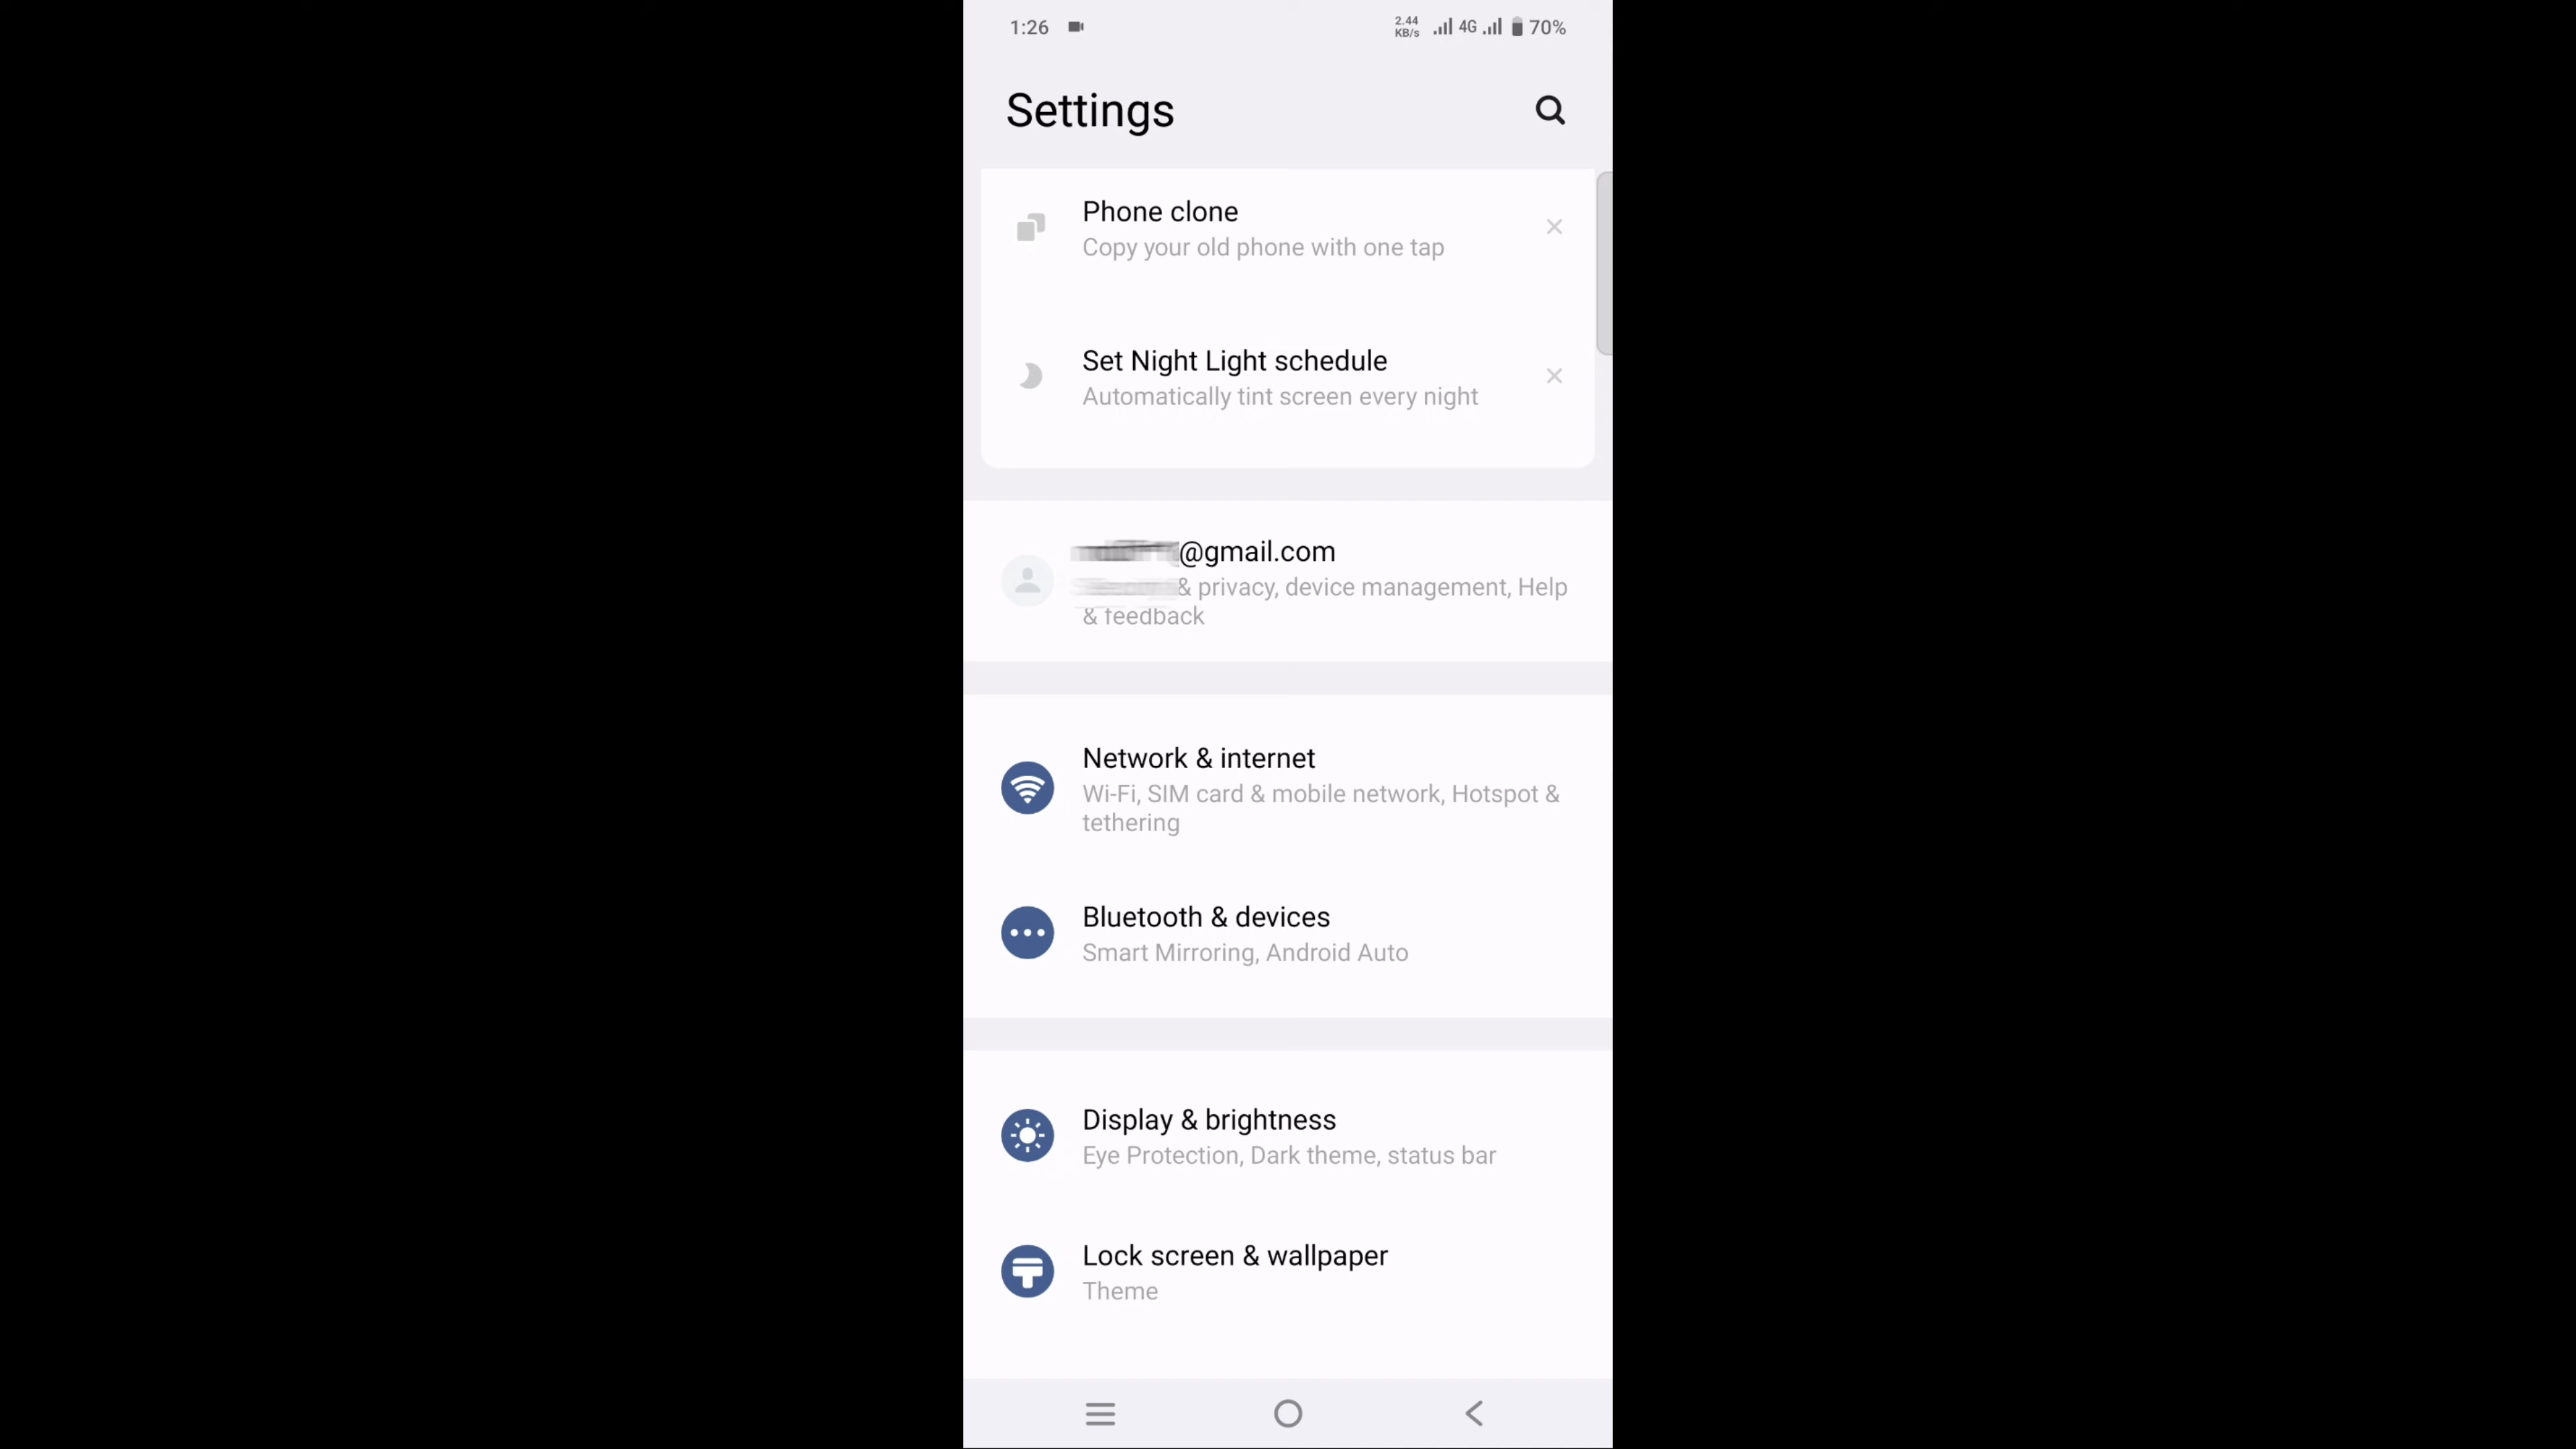 1:26
2.44
KB/s
4G
70%
Settings
Phone clone
Copy your old phone with one tap
Set Night Light schedule
Automatically tint screen every night
@gmail.com
& privacy, device management, Help
& feedback
Network & internet
Wi-Fi, SIM card & mobile network, Hotspot &
tethering
Bluetooth & devices
Smart Mirroring, Android Auto
Display & brightness
Eye Protection, Dark theme, status bar
Lock screen & wallpaper
Theme